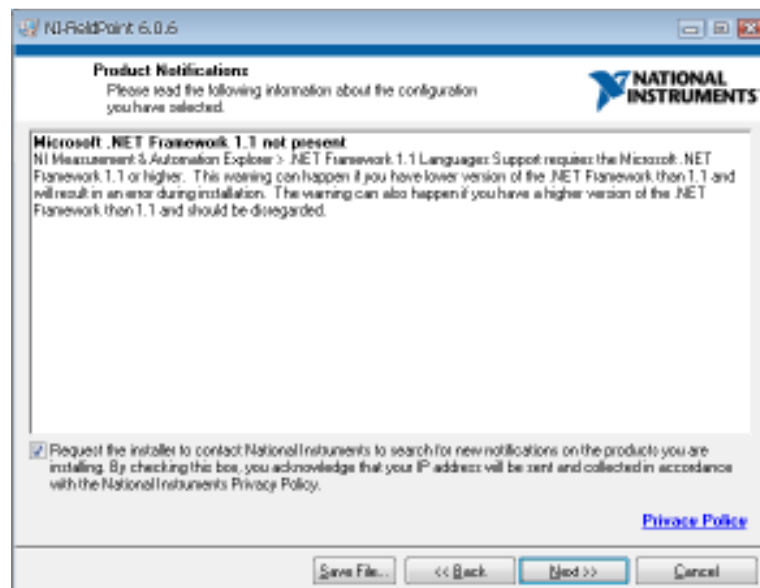 NI-FieldPoint 6.0.6
Product Notifications
Please read the following information about the configuration
you have selected.
NATIONAL
INSTRUMENTS
Microsoft .NET Framework 1.1 not present
NI Measurement & Automation Explorer > .NET Framework 1.1 Languages Support requires the Microsoft .NET
Framework 1.1 or higher. This warning can happen if you have lower version of the .NET Framework than 1.1 and
will result in an error during installation. The warning can also happen if you have a higher version of the .NET
Framework than 1.1 and should be disregarded.
Request the installer to contact National Instruments to search for new notifications on the products you are
installing. By checking this box, you acknowledge that your IP address will be sent and collected in accordance
with the National Instruments Privacy Policy.
Privacy Policy
Save File... << Back Next >> Cancel